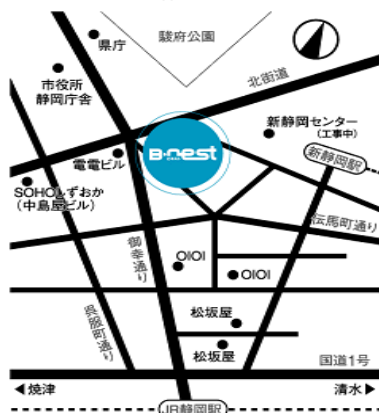 県庁
駿府公園
北街道
市役所
静岡庁舎
新静岡センター
(工事中)
新静岡駅
電電ビル
B-nest
SOHOしずおか
(中島屋ビル)
伝馬町通り
御幸通り
OIOI
OIOI
呉服町通り
松坂屋
松坂屋
国道1号
◀焼津
清水▶
JR静岡駅